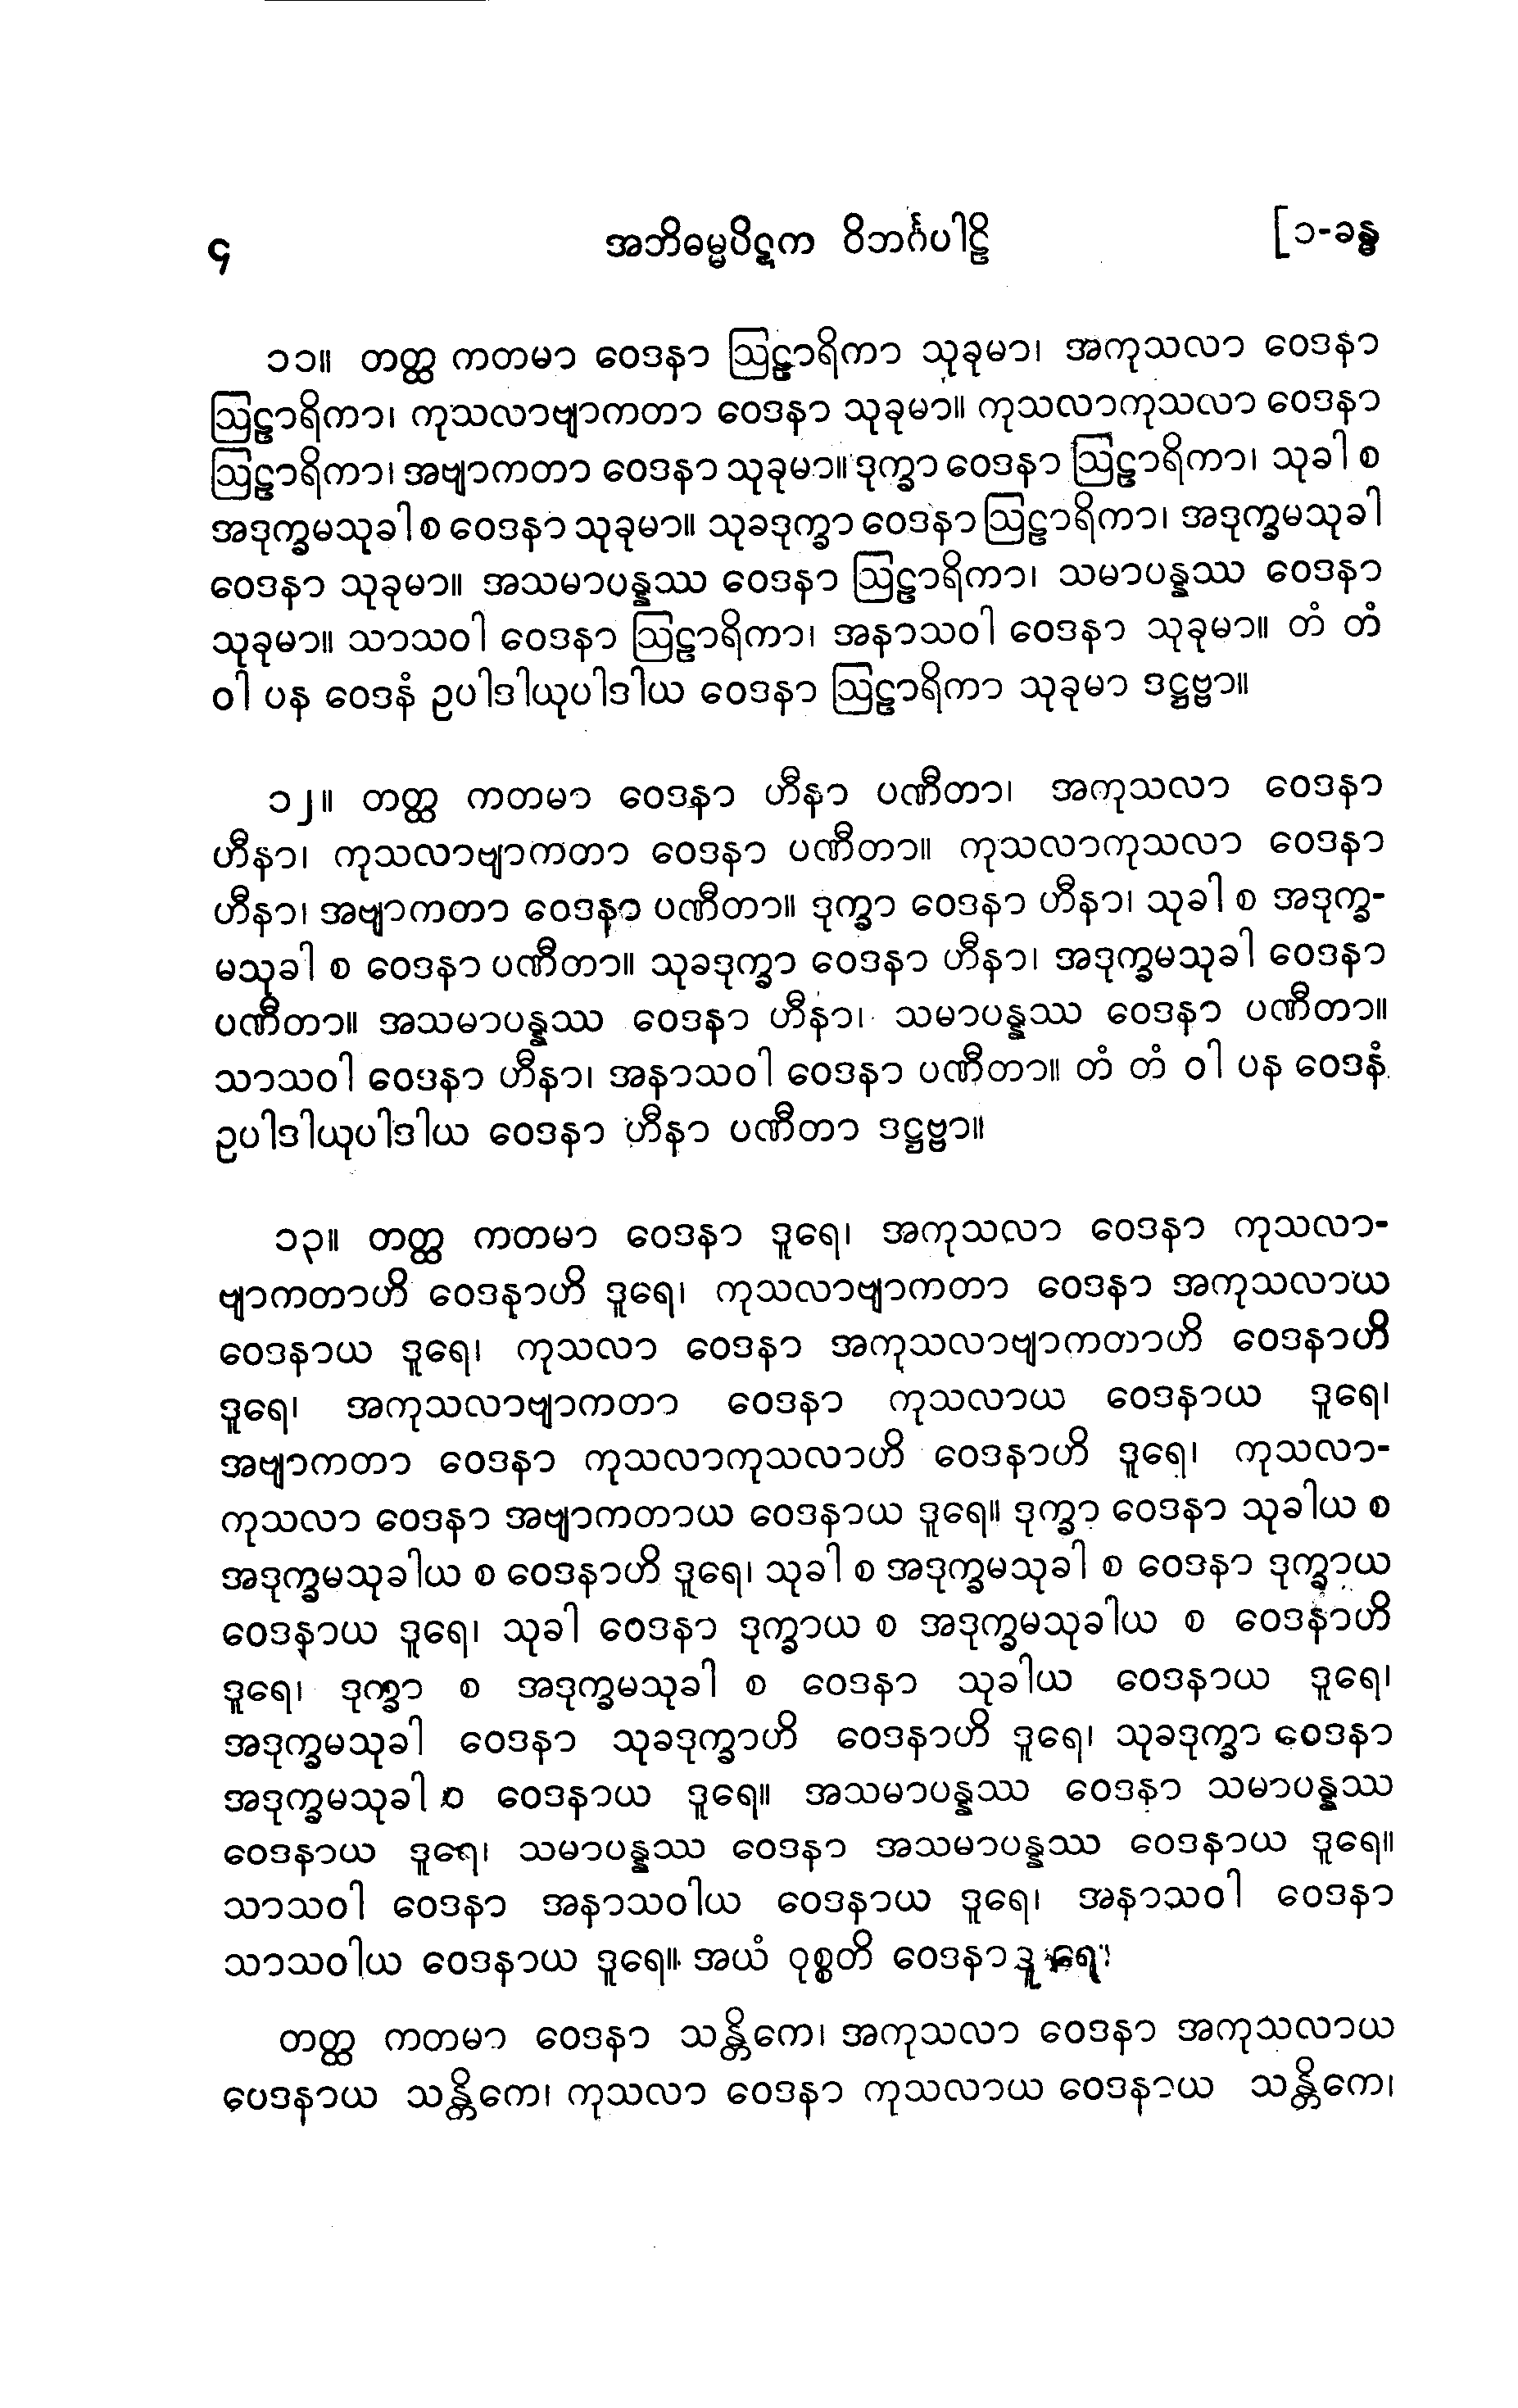 ၄ အဘိဓမ္မပိဋက ဝိဘင်္ဂပါဠိ [၁-ခန္ဓ
၁၁။ တတ္ထ ကတမာ ဝေဒနာ ဩဠာရိကာ သုခုမာ၊ အကုသလာ ဝေဒနာ
ဩဠာရိကာ၊ ကုသလာဗျာကတာ ဝေဒနာ သုခုမာ။ ကုသလာကုသလာ ဝေဒနာ
ဩဠာရိကာ၊ အဗျာကတာ ဝေဒနာ သုခုမာ။ ဒုက္ခာ ဝေဒနာ ဩဠာရိကာ၊ သုခါ စ
အဒုက္ခမသုခါ စ ဝေဒနာ သုခုမာ။ သုခဒုက္ခာ ဝေဒနာ ဩဠာရိကာ၊ အဒုက္ခမသုခါ
ဝေဒနာ သုခုမာ။ အသမာပန္နဿ ဝေဒနာ ဩဠာရိကာ၊ သမာပန္နဿ ဝေဒနာ
သုခုမာ။ သာသဝါ ဝေဒနာ ဩဠာရိကာ၊ အနာသဝါ ဝေဒနာ သုခုမာ။ တံ တံ
ဝါ ပန ဝေဒနံ ဥပါဒါယုပါဒါယ ဝေဒနာ ဩဠာရိကာ သုခုမာ ဒဋ္ဌဗ္ဗာ။
၁၂။ တတ္ထ ကတမာ ဝေဒနာ ဟီနာ ပဏီတာ၊ အကုသလာ ဝေဒနာ
ဟီနာ၊ ကုသလာဗျာကတာ ဝေဒနာ ပဏီတာ။ ကုသလာကုသလာ ဝေဒနာ
ဟီနာ၊ အဗျာကတာ ဝေဒနာ ပဏီတာ။ ဒုက္ခာ ဝေဒနာ ဟီနာ၊ သုခါ စ အဒုက္ခ-
မသုခါ စ ဝေဒနာ ပဏီတာ။ သုခဒုက္ခာ ဝေဒနာ ဟီနာ၊ အဒုက္ခမသုခါ ဝေဒနာ
ပဏီတာ။ အသမာပန္နဿ ဝေဒနာ ဟီနာ၊ သမာပန္နဿ ဝေဒနာ ပဏီတာ။
သာသဝါ ဝေဒနာ ဟီနာ၊ အနာသဝါ ဝေဒနာ ပဏီတာ။ တံ တံ ဝါ ပန ဝေဒနံ
ဥပါဒါယုပါဒါယ ဝေဒနာ ဟီနာ ပဏီတာ ဒဋ္ဌဗ္ဗာ။
၁၃။ တတ္ထ ကတမာ ဝေဒနာ ဒူရေ၊ အကုသလာ ဝေဒနာ ကုသလာ-
ဗျာကတာဟိ ဝေဒနာဟိ ဒူရေ၊ ကုသလာဗျာကတာ ဝေဒနာ အကုသလာယ
ဝေဒနာယ ဒူရေ၊ ကုသလာ ဝေဒနာ အကုသလာဗျာကတာဟိ ဝေဒနာဟိ
ဒူရေ၊ အကုသလာဗျာကတာ ဝေဒနာ ကုသလာယ ဝေဒနာယ ဒူရေ၊
အဗျာကတာ ဝေဒနာ ကုသလာကုသလာဟိ ဝေဒနာဟိ ဒူရေ၊ ကုသလာ-
ကုသလာ ဝေဒနာ အဗျာကတာယ ဝေဒနာယ ဒူရေ။ ဒုက္ခာ ဝေဒနာ သုခါယ စ
အဒုက္ခမသုခါယ စ ဝေဒနာဟိ ဒူရေ၊ သုခါ စ အဒုက္ခမသုခါ စ ဝေဒနာ ဒုက္ခာယ
ဝေဒနာယ ဒူရေ၊ သုခါ ဝေဒနာ ဒုက္ခာယ စ အဒုက္ခမသုခါယ စ ဝေဒနာဟိ
ဒူရေ၊ ဒုက္ခာ စ အဒုက္ခမသုခါ စ ဝေဒနာ သုခါယ ဝေဒနာယ ဒူရေ၊
အဒုက္ခမသုခါ ဝေဒနာ သုခဒုက္ခာဟိ ဝေဒနာဟိ ဒူရေ၊ သုခဒုက္ခာ ဝေဒနာ
အဒုက္ခမသုခါ ဝေဒနာယ ဒူရေ။ အသမာပန္နဿ ဝေဒနာ သမာပန္နဿ
ဝေဒနာယ ဒူရေ၊ သမာပန္နဿ ဝေဒနာ အသမာပန္နဿ ဝေဒနာယ ဒူရေ။
သာသဝါ ဝေဒနာ အနာသဝါယ ဝေဒနာယ ဒူရေ၊ အနာသဝါ ဝေဒနာ
သာသဝါယ ဝေဒနာယ ဒူရေ။ အယံ ဝုစ္စတိ ဝေဒနာ ဒူရေ၊
တတ္ထ ကတမာ ဝေဒနာ သန္တိကေ၊ အကုသလာ ဝေဒနာ အကုသလာယ
ဝေဒနာယ သန္တိကေ၊ ကုသလာ ဝေဒနာ ကုသလာယ ဝေဒနာယ သန္တိကေ၊